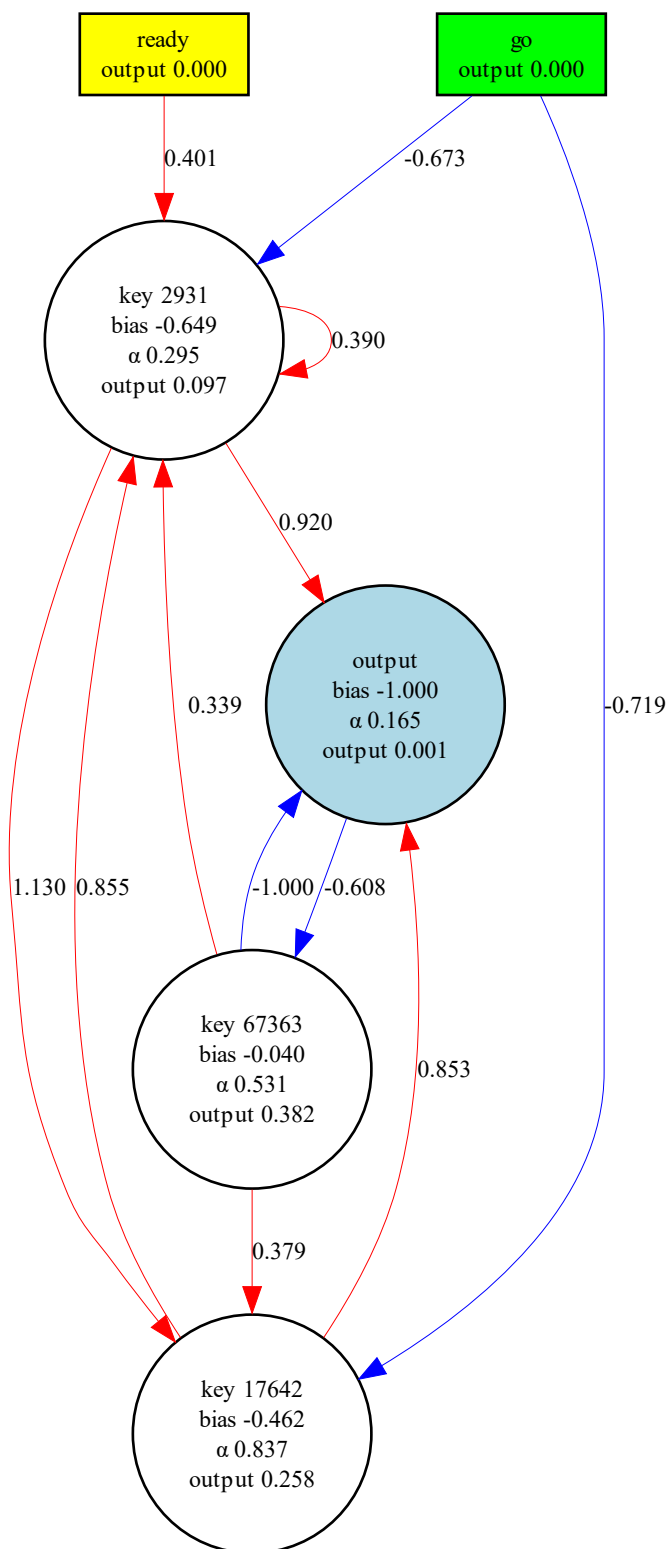 ready
output 0.000
go
output 0.000
0.401
-0.673
key 2931
bias -0.649
α 0.295
output 0.097
0.390
0.920
output
bias -1.000
α 0.165
output 0.001
0.339
-0.719
1.130
0.855
-1.000
-0.608
key 67363
bias -0.040
α 0.531
output 0.382
0.853
0.379
key 17642
bias -0.462
α 0.837
output 0.258